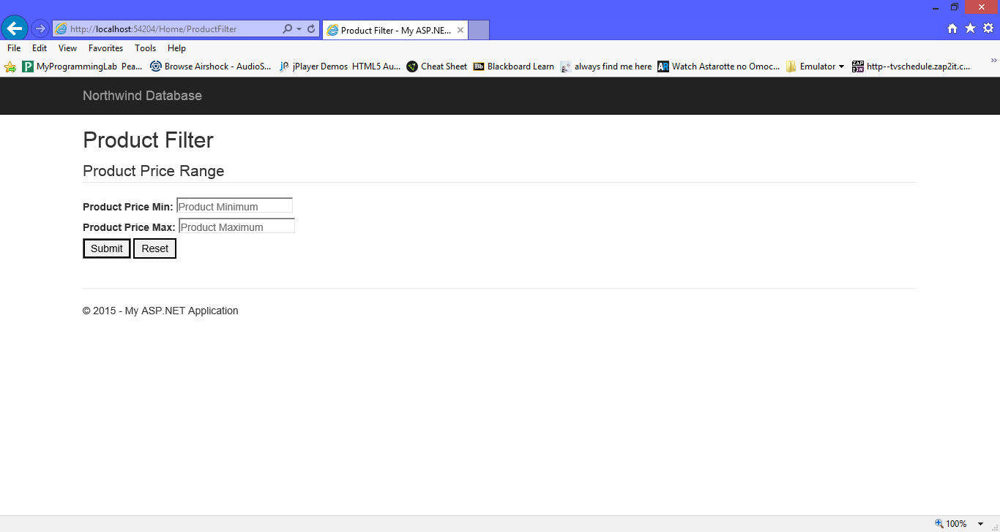 http://localhost:54204/Home/ProductFilter
Product Filter - My ASP.NE...
File Edit View Favorites Tools Help
MyProgrammingLab Pea... Browse Airshock - AudioS... jPlayer Demos HTML5 Au... Cheat Sheet Blackboard Learn always find me here Watch Astarotte no Omoc... Emulator http--tvschedule.zap2it.c...
Northwind Database
Product Filter
Product Price Range
Product Price Min: Product Minimum
Product Price Max: Product Maximum
Submit Reset
© 2015 - My ASP.NET Application
100%